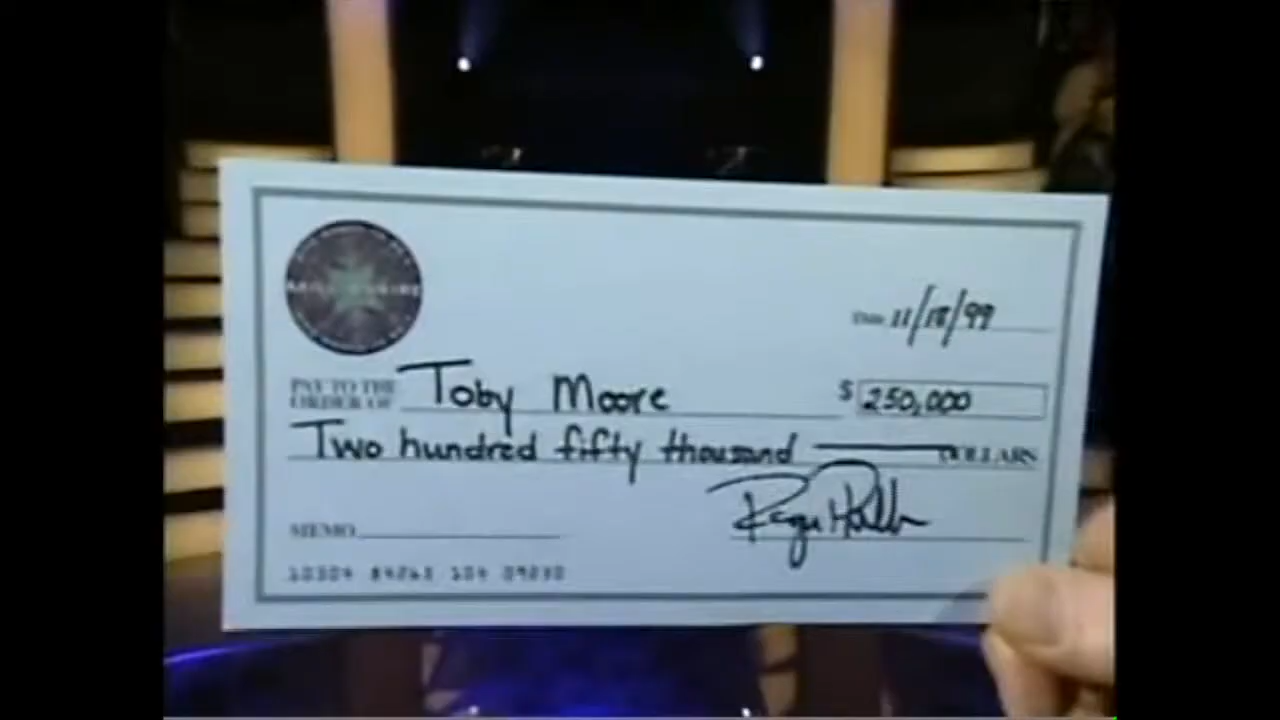 MILLIONAIRE
Date 11/18/99
PAY TO THE
ORDER OF Toby Moore $ 250,000
Two hundred fifty thousand DOLLARS
MEMO